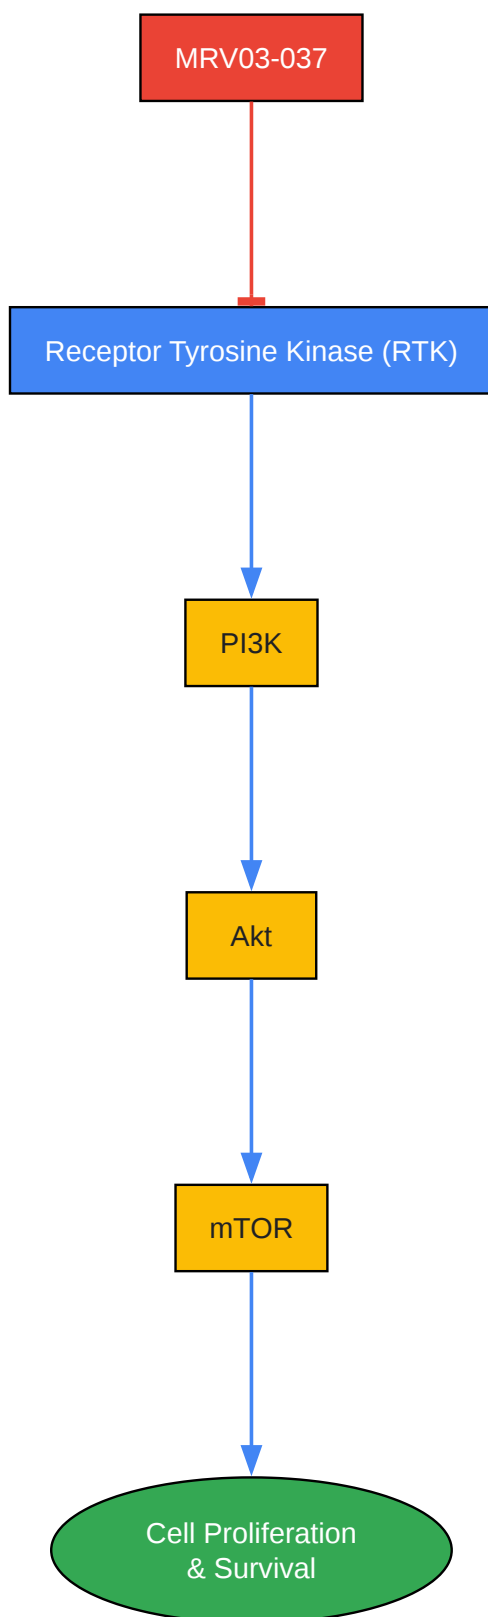 MRV03-037
Receptor Tyrosine Kinase (RTK)
PI3K
Akt
mTOR
Cell Proliferation
& Survival